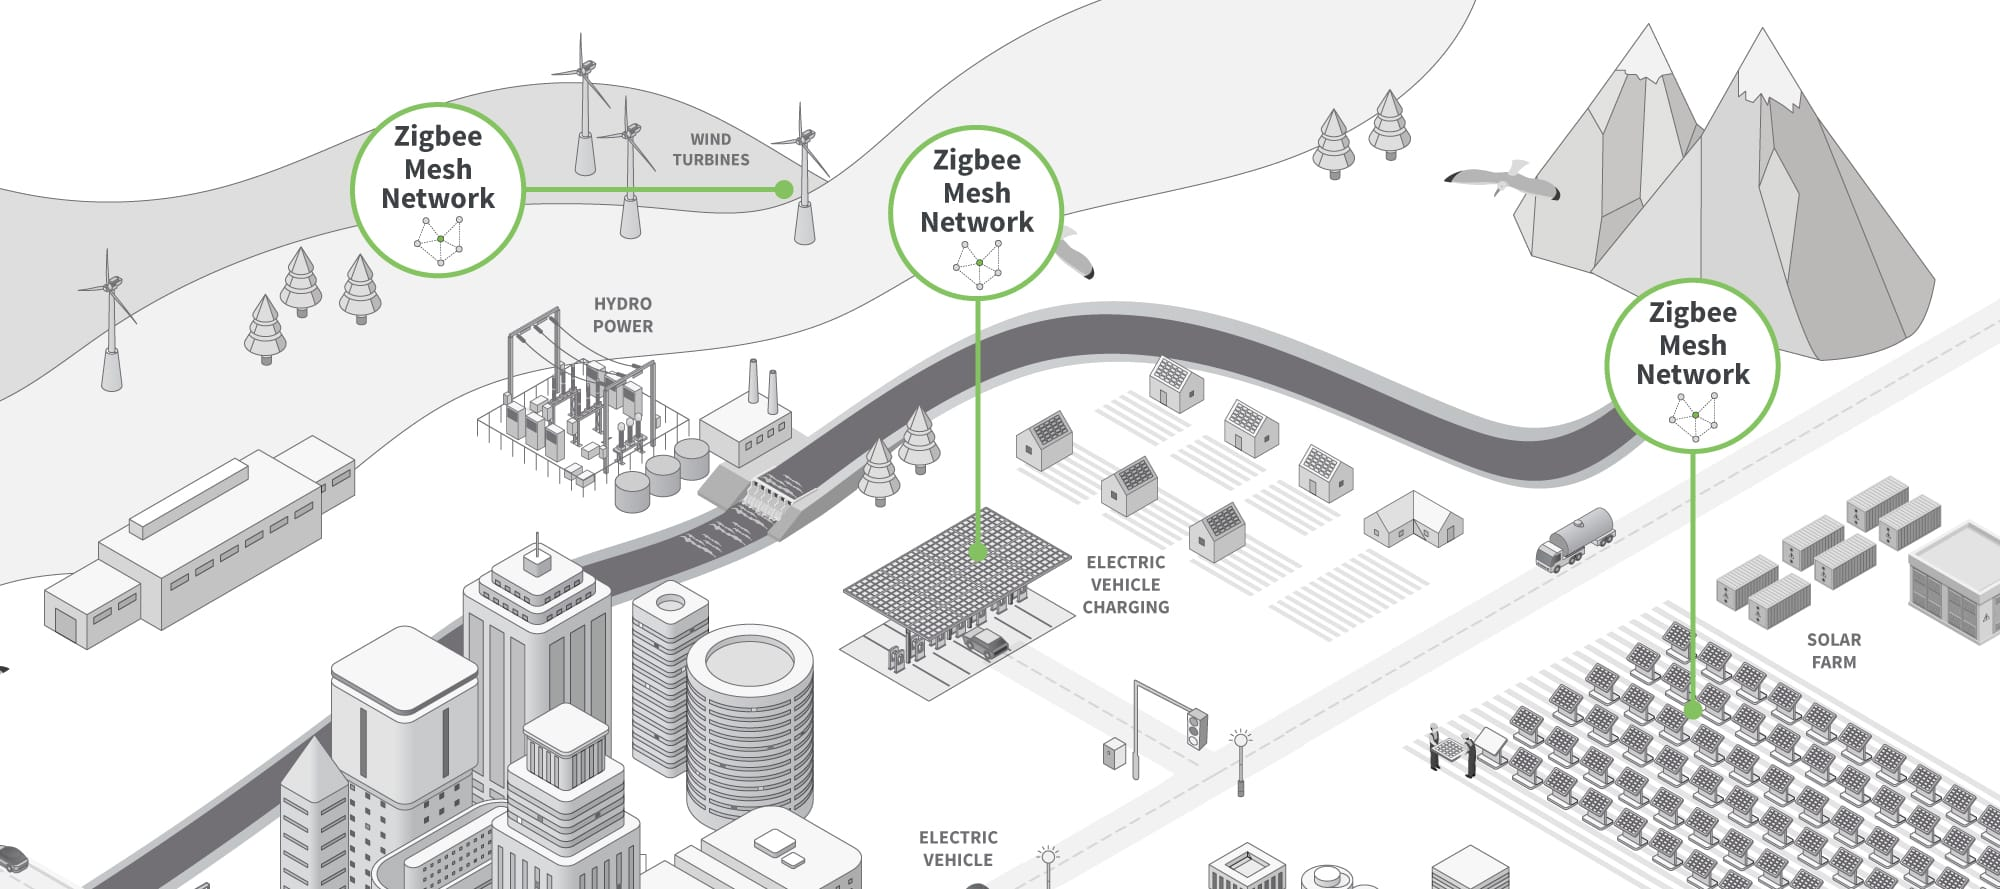 Zigbee
Mesh
Network
WIND
TURBINES
Zigbee
Mesh
Network
HYDRO
POWER
Zigbee
Mesh
Network
ELECTRIC
VEHICLE
CHARGING
SOLAR
FARM
ELECTRIC
VEHICLE